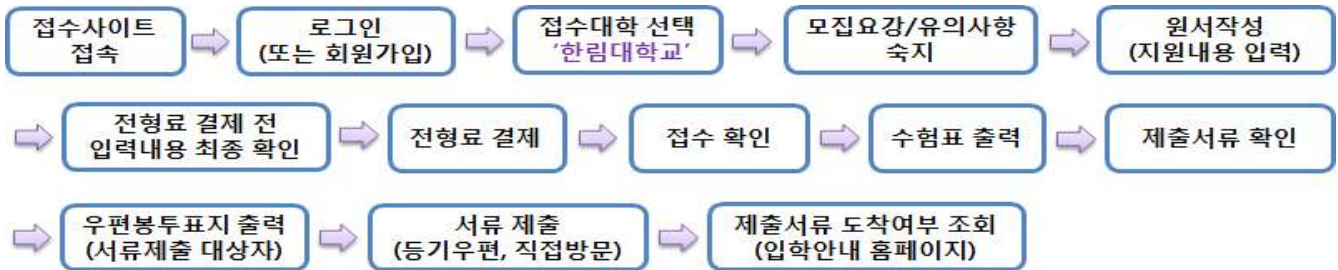 접수사이트
접속
로그인
(또는 회원가입)
접수대학 선택
‘한림대학교’
모집요강/유의사항
숙지
원서작성
(지원내용 입력)
전형료 결제 전
입력내용 최종 확인
전형료 결제
접수 확인
수험표 출력
제출서류 확인
우편봉투표지 출력
(서류제출 대상자)
서류 제출
(등기우편, 직접방문)
제출서류 도착여부 조회
(입학안내 홈페이지)